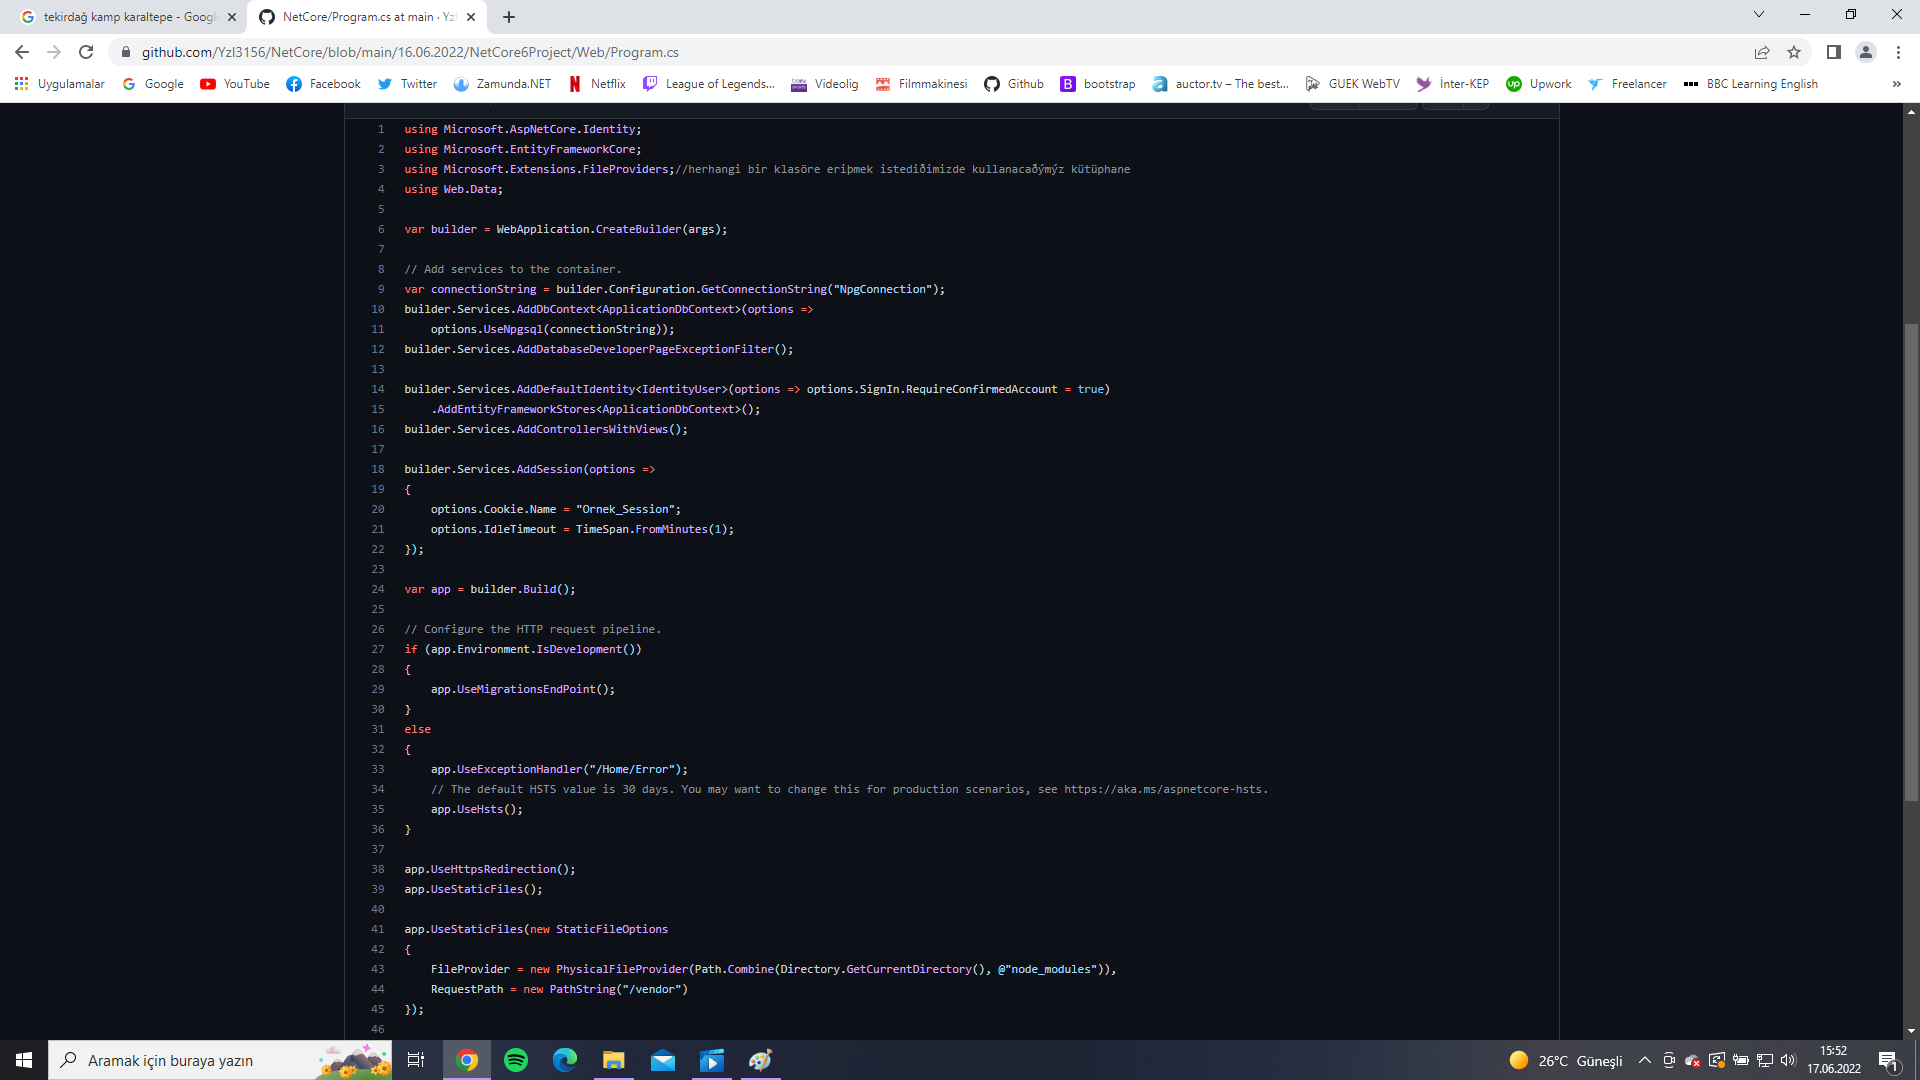 tekirdağ kamp karaltepe - Googl
NetCore/Program.cs at main · Yzl
github.com/Yzl3156/NetCore/blob/main/16.06.2022/NetCore6Project/Web/Program.cs
Uygulamalar Google YouTube Facebook Twitter Zamunda.NET Netflix League of Legends... Videolig Filmmakinesi Github bootstrap auctor.tv – The best... GUEK WebTV İnter-KEP Upwork Freelancer BBC Learning English »
1 using Microsoft.AspNetCore.Identity;
2 using Microsoft.EntityFrameworkCore;
3 using Microsoft.Extensions.FileProviders;//herhangi bir klasöre eriþmek istediðimizde kullanacaðýmýz kütüphane
4 using Web.Data;
5
6 var builder = WebApplication.CreateBuilder(args);
7
8 // Add services to the container.
9 var connectionString = builder.Configuration.GetConnectionString("NpgConnection");
10 builder.Services.AddDbContext<ApplicationDbContext>(options =>
11 options.UseNpgsql(connectionString));
12 builder.Services.AddDatabaseDeveloperPageExceptionFilter();
13
14 builder.Services.AddDefaultIdentity<IdentityUser>(options => options.SignIn.RequireConfirmedAccount = true)
15 .AddEntityFrameworkStores<ApplicationDbContext>();
16 builder.Services.AddControllersWithViews();
17
18 builder.Services.AddSession(options =>
19 {
20 options.Cookie.Name = "Ornek_Session";
21 options.IdleTimeout = TimeSpan.FromMinutes(1);
22 });
23
24 var app = builder.Build();
25
26 // Configure the HTTP request pipeline.
27 if (app.Environment.IsDevelopment())
28 {
29 app.UseMigrationsEndPoint();
30 }
31 else
32 {
33 app.UseExceptionHandler("/Home/Error");
34 // The default HSTS value is 30 days. You may want to change this for production scenarios, see https://aka.ms/aspnetcore-hsts.
35 app.UseHsts();
36 }
37
38 app.UseHttpsRedirection();
39 app.UseStaticFiles();
40
41 app.UseStaticFiles(new StaticFileOptions
42 {
43 FileProvider = new PhysicalFileProvider(Path.Combine(Directory.GetCurrentDirectory(), @"node_modules")),
44 RequestPath = new PathString("/vendor")
45 });
46
Aramak için buraya yazın
26°C Güneşli
15:52
17.06.2022
1